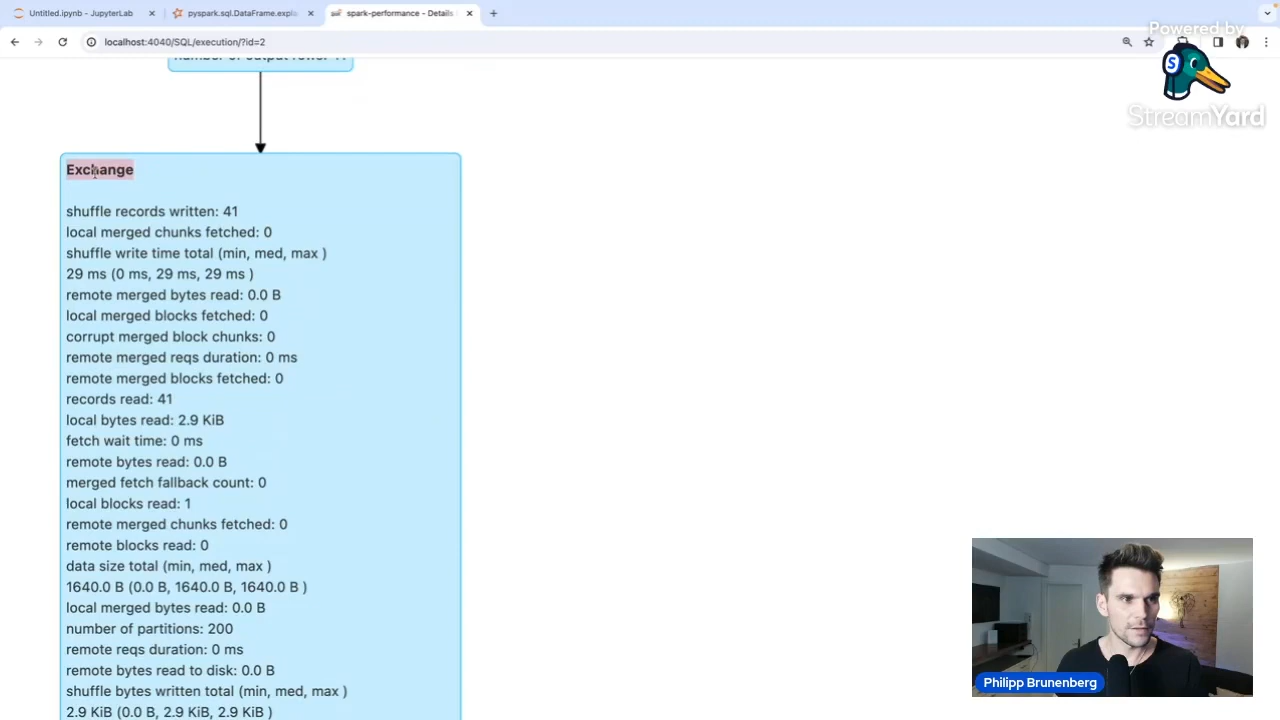 Untitled.ipynb - JupyterLab
pyspark.sql.DataFrame.expla
spark-performance - Details
localhost:4040/SQL/execution/?id=2
Powered by
StreamYard
number of output rows: 41
Exchange
shuffle records written: 41
local merged chunks fetched: 0
shuffle write time total (min, med, max )
29 ms (0 ms, 29 ms, 29 ms )
remote merged bytes read: 0.0 B
local merged blocks fetched: 0
corrupt merged block chunks: 0
remote merged reqs duration: 0 ms
remote merged blocks fetched: 0
records read: 41
local bytes read: 2.9 KiB
fetch wait time: 0 ms
remote bytes read: 0.0 B
merged fetch fallback count: 0
local blocks read: 1
remote merged chunks fetched: 0
remote blocks read: 0
data size total (min, med, max )
1640.0 B (0.0 B, 1640.0 B, 1640.0 B )
local merged bytes read: 0.0 B
number of partitions: 200
remote reqs duration: 0 ms
remote bytes read to disk: 0.0 B
shuffle bytes written total (min, med, max )
2.9 KiB (0.0 B, 2.9 KiB, 2.9 KiB )
Philipp Brunenberg